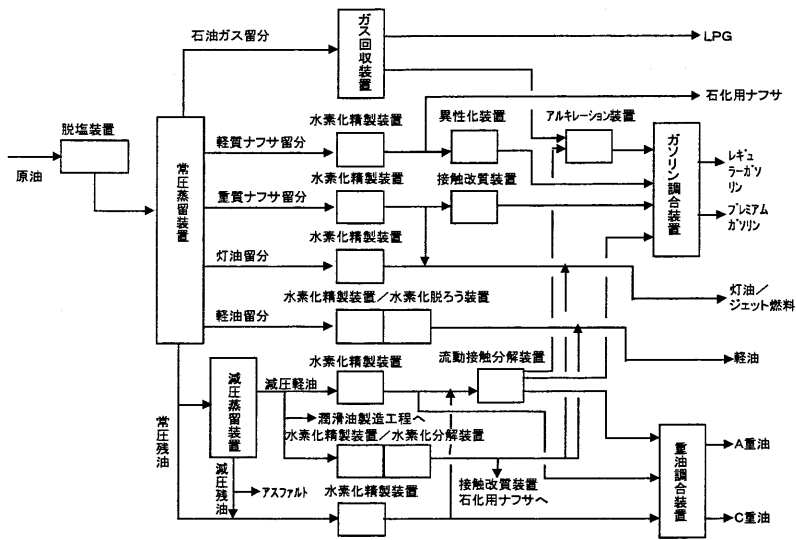 石油ガス留分
ガス回収装置
LPG
石化用ナフサ
脱塩装置
原油
常圧蒸留装置
水素化精製装置
軽質ナフサ留分
異性化装置
アルキレーション装置
ガソリン調合装置
レギュ
ラーガソ
リン
プレミアム
ガソリン
水素化精製装置
重質ナフサ留分
接触改質装置
水素化精製装置
灯油留分
灯油／
ジェット燃料
水素化精製装置／水素化脱ろう装置
軽油留分
軽油
水素化精製装置
流動接触分解装置
減圧蒸留装置
減圧軽油
潤滑油製造工程へ
常圧残油
水素化精製装置／水素化分解装置
重油調合装置
A重油
減圧残油
アスファルト
水素化精製装置
接触改質装置
石化用ナフサへ
C重油